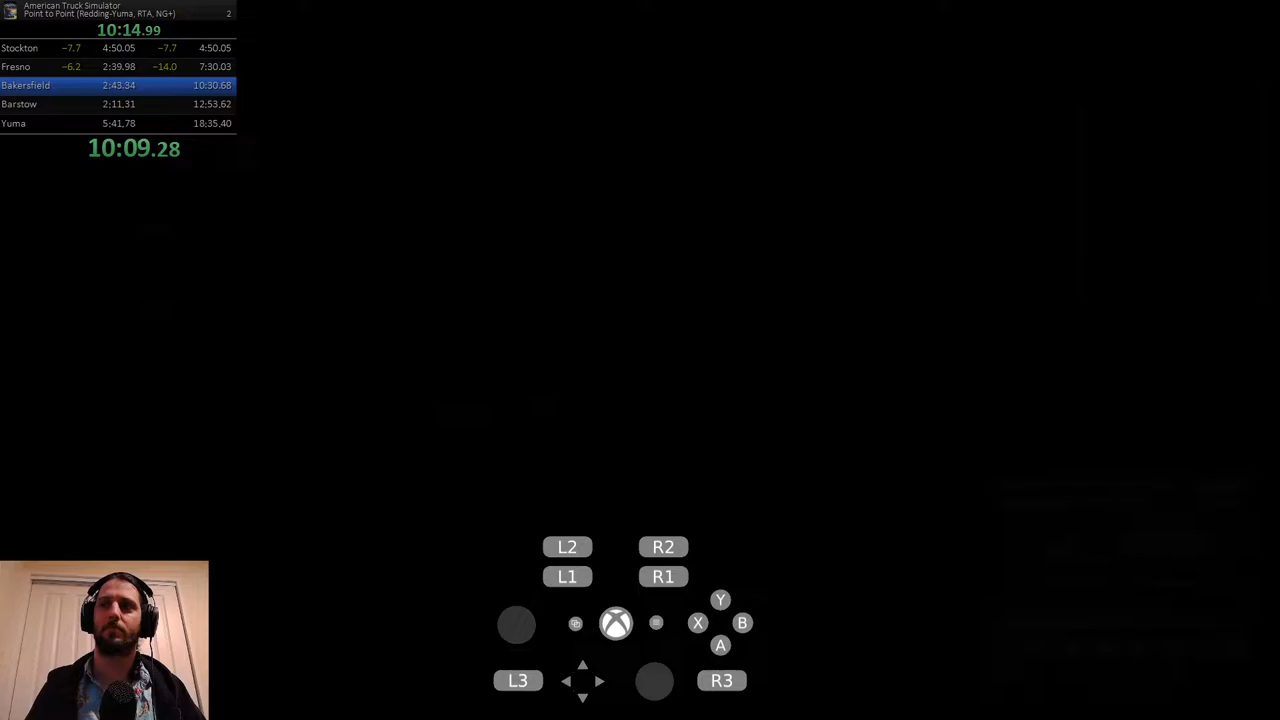 American Truck Simulator
Point to Point (Redding-Yuma, RTA, NG+) 2
10:14.99
Stockton −7.7 4:50.05 −7.7 4:50.05
Fresno −6.2 2:39.98 −14.0 7:30.03
Bakersfield 2:43.34 10:30.68
Barstow 2:11.31 12:53.62
Yuma 5:41.78 18:35.40
10:09.28
L2 R2
L1 R1
Y
X B
A
L3 R3